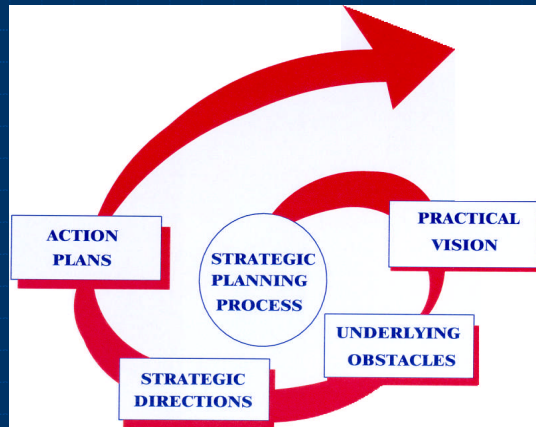 STRATEGIC
PLANNING
PROCESS
PRACTICAL
VISION
UNDERLYING
OBSTACLES
STRATEGIC
DIRECTIONS
ACTION
PLANS